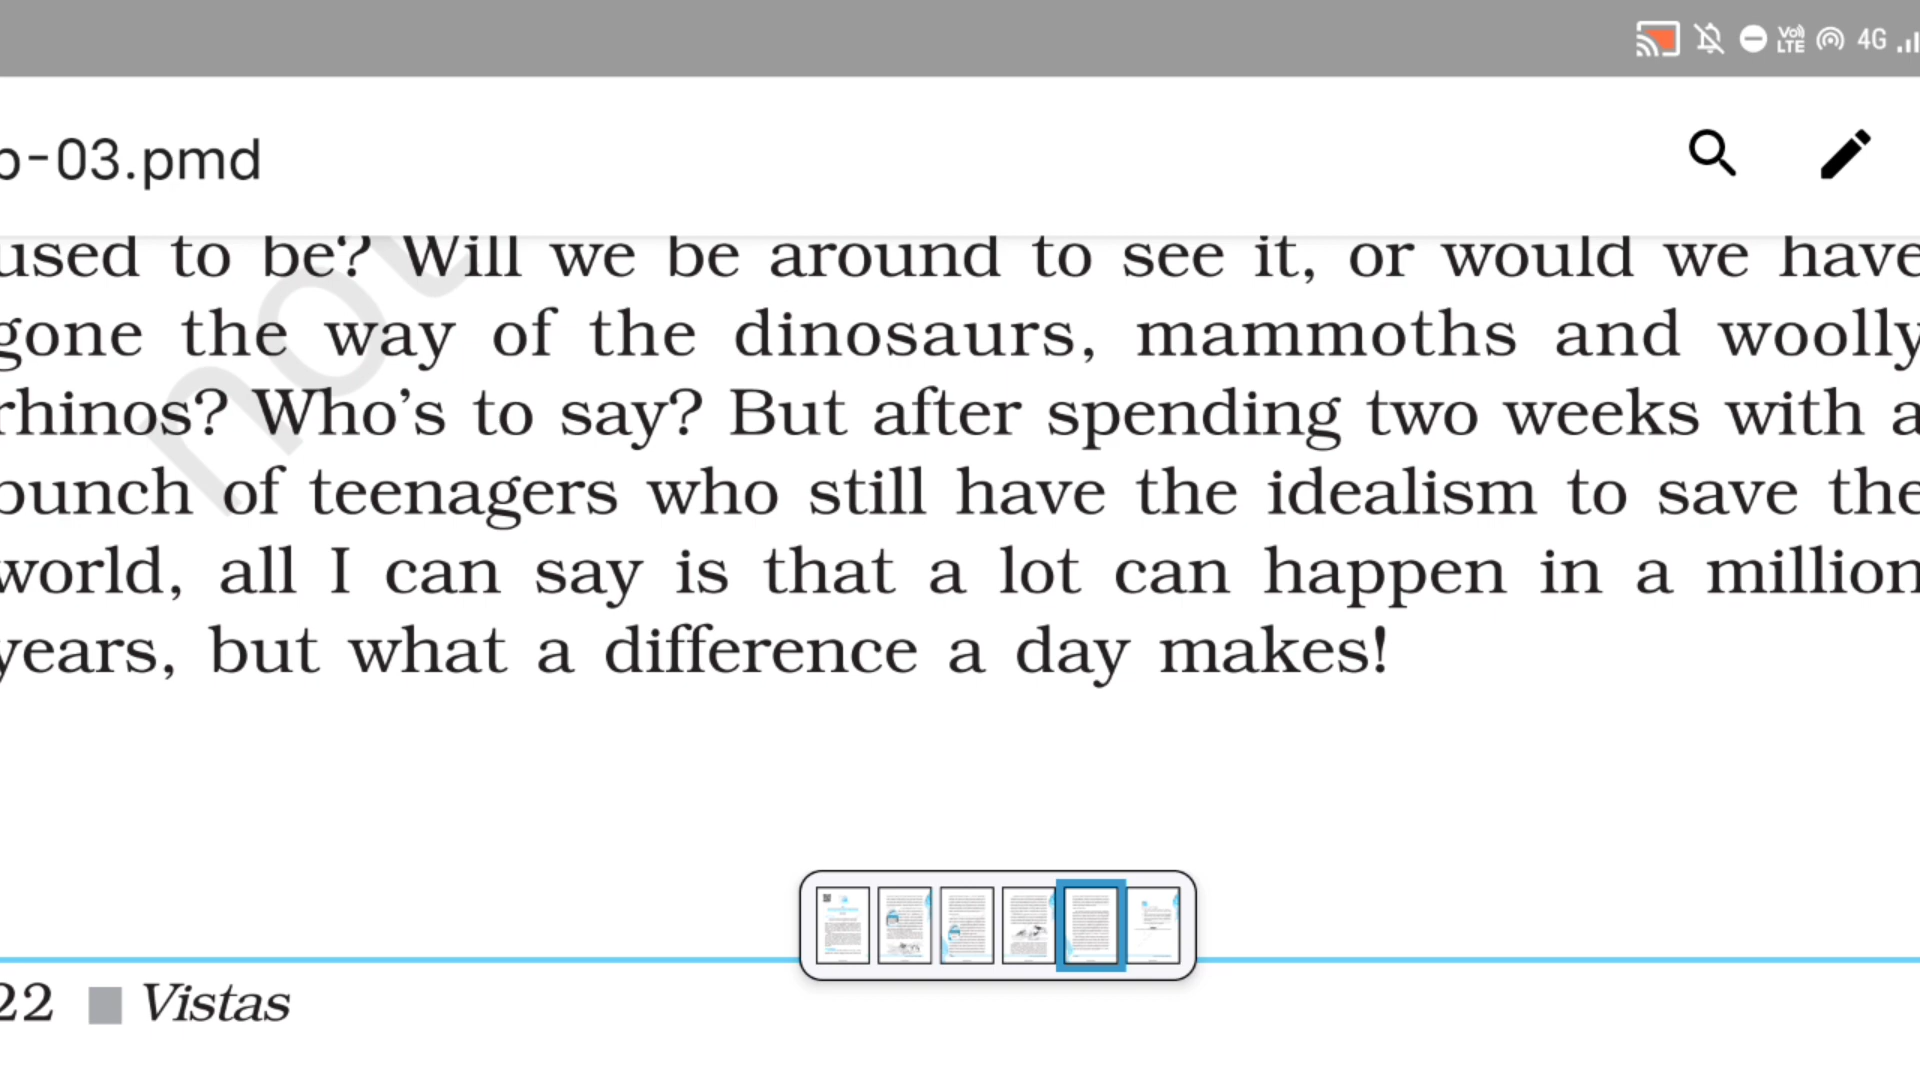 VoLTE 4G
p-03.pmd
used to be? Will we be around to see it, or would we have
gone the way of the dinosaurs, mammoths and woolly
rhinos? Who's to say? But after spending two weeks with a
bunch of teenagers who still have the idealism to save the
world, all I can say is that a lot can happen in a million
years, but what a difference a day makes!
22 Vistas
not